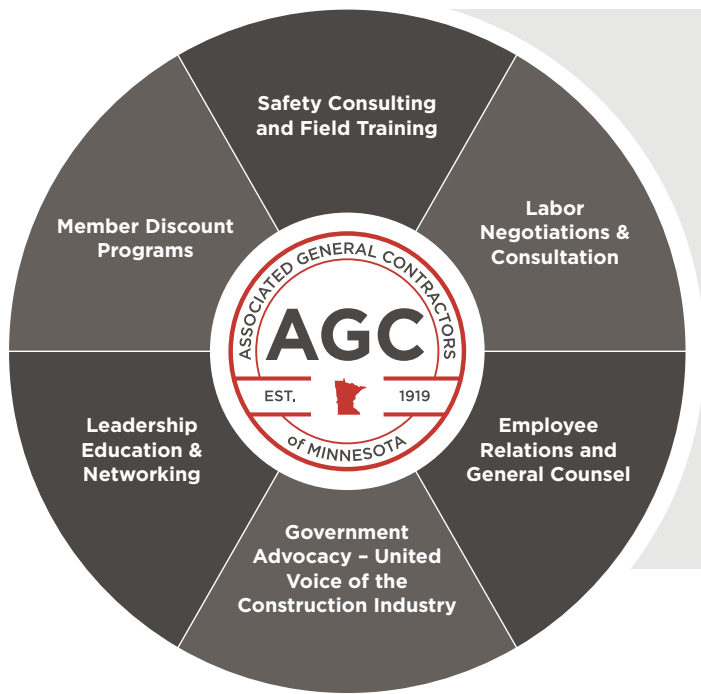 Safety Consulting
and Field Training
Labor
Negotiations &
Consultation
Employee
Relations and
General Counsel
Government
Advocacy – United
Voice of the
Construction Industry
Leadership
Education &
Networking
Member Discount
Programs
ASSOCIATED GENERAL CONTRACTORS
AGC
EST. 1919
of MINNESOTA